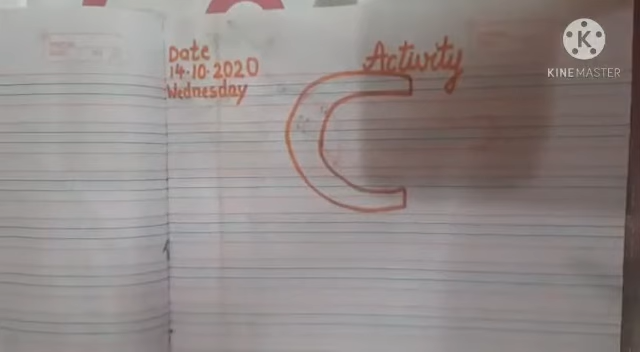 Date
14.10.2020
Wednesday
Activity
C
K
KINEMASTER